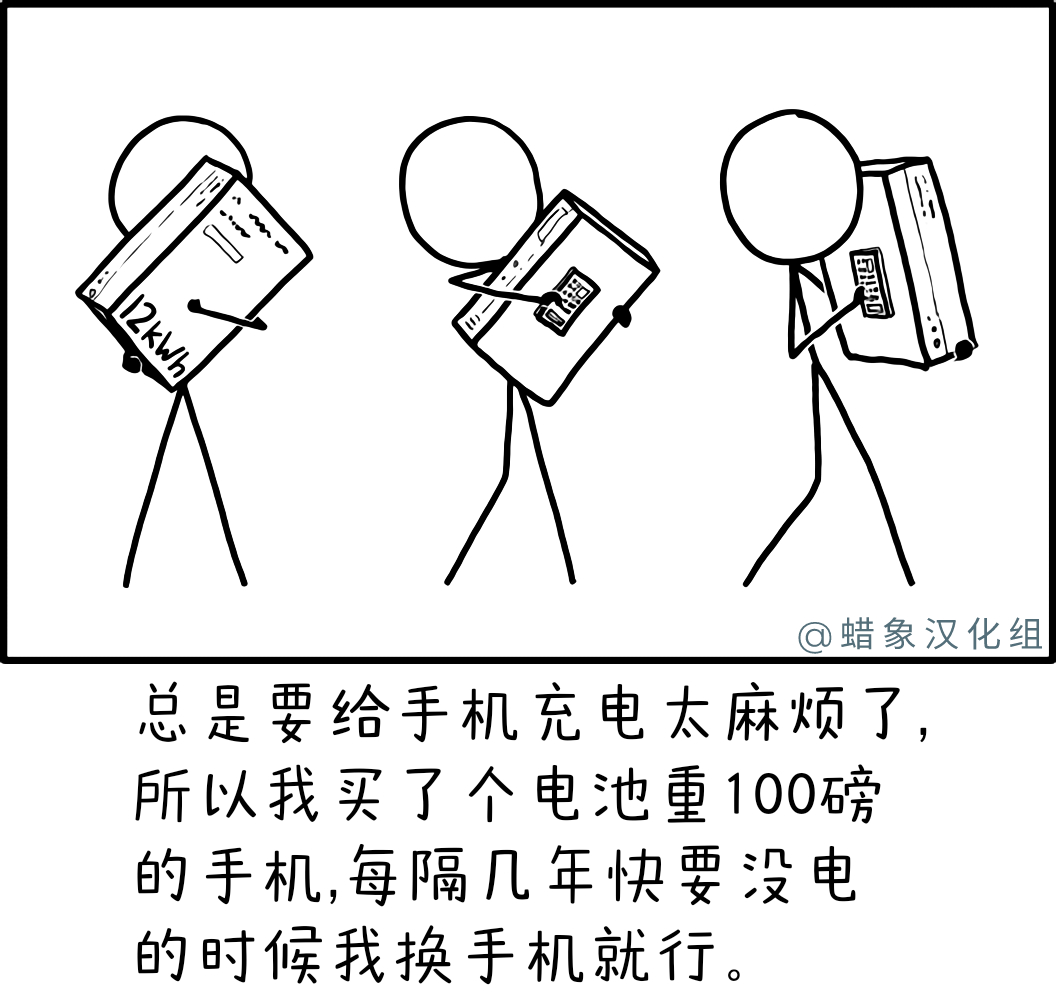 12kWh
@蜡象汉化组
总是要给手机充电太麻烦了,
所以我买了个电池重100磅
的手机,每隔几年快要没电
的时候我换手机就行。